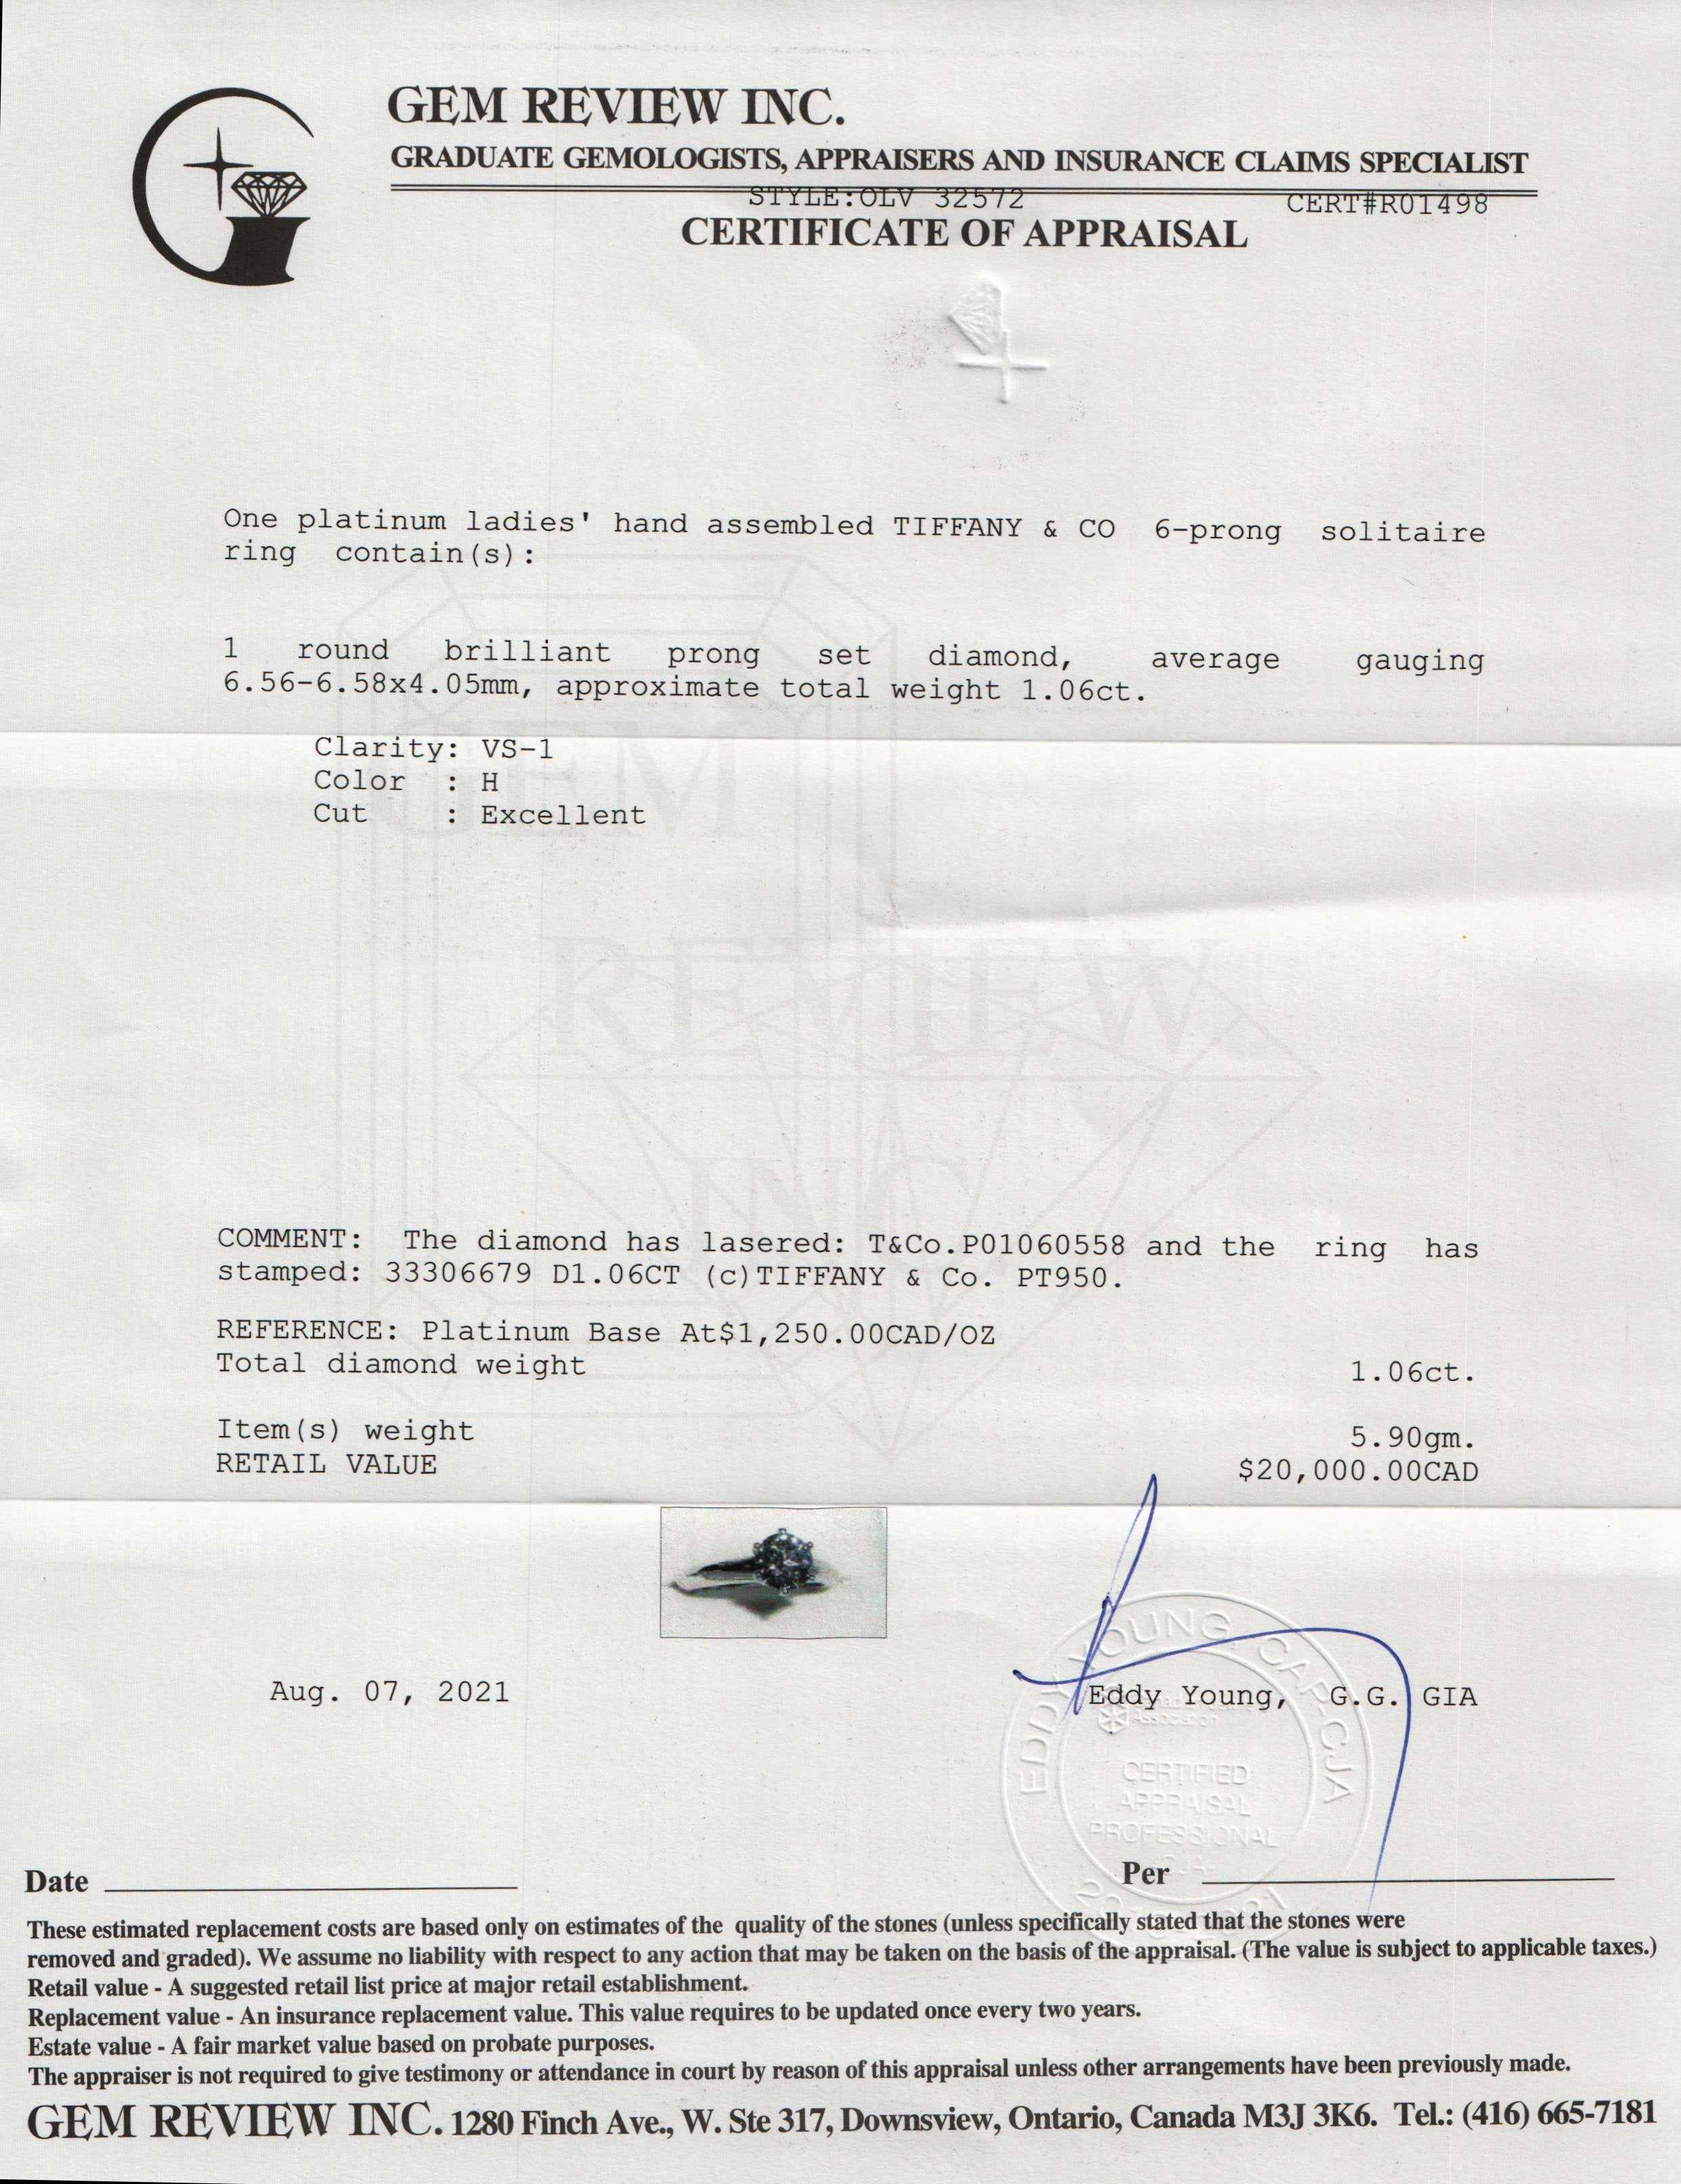 GEM REVIEW INC.
GRADUATE GEMOLOGISTS, APPRAISERS AND INSURANCE CLAIMS SPECIALIST
STYLE:OLV 32572 CERT#R01498
CERTIFICATE OF APPRAISAL
One platinum ladies' hand assembled TIFFANY & CO 6-prong solitaire
ring contain(s):
1 round brilliant prong set diamond, average gauging
6.56-6.58x4.05mm, approximate total weight 1.06ct.
Clarity: VS-1
Color : H
Cut : Excellent
GEM
REVIEW
INC
COMMENT: The diamond has lasered: T&Co.P01060558 and the ring has
stamped: 33306679 D1.06CT (c)TIFFANY & Co. PT950.
REFERENCE: Platinum Base At$1,250.00CAD/OZ
Total diamond weight 1.06ct.
Item(s) weight 5.90gm.
RETAIL VALUE $20,000.00CAD
Aug. 07, 2021
Eddy Young, G.G. GIA
EDDY YOUNG, CAP-CJA
Association
CERTIFIED
APPRAISAL
PROFESSIONAL
Date
Per
These estimated replacement costs are based only on estimates of the quality of the stones (unless specifically stated that the stones were
removed and graded). We assume no liability with respect to any action that may be taken on the basis of the appraisal. (The value is subject to applicable taxes.)
Retail value - A suggested retail list price at major retail establishment.
Replacement value - An insurance replacement value. This value requires to be updated once every two years.
Estate value - A fair market value based on probate purposes.
The appraiser is not required to give testimony or attendance in court by reason of this appraisal unless other arrangements have been previously made.
GEM REVIEW INC. 1280 Finch Ave., W. Ste 317, Downsview, Ontario, Canada M3J 3K6. Tel.: (416) 665-7181